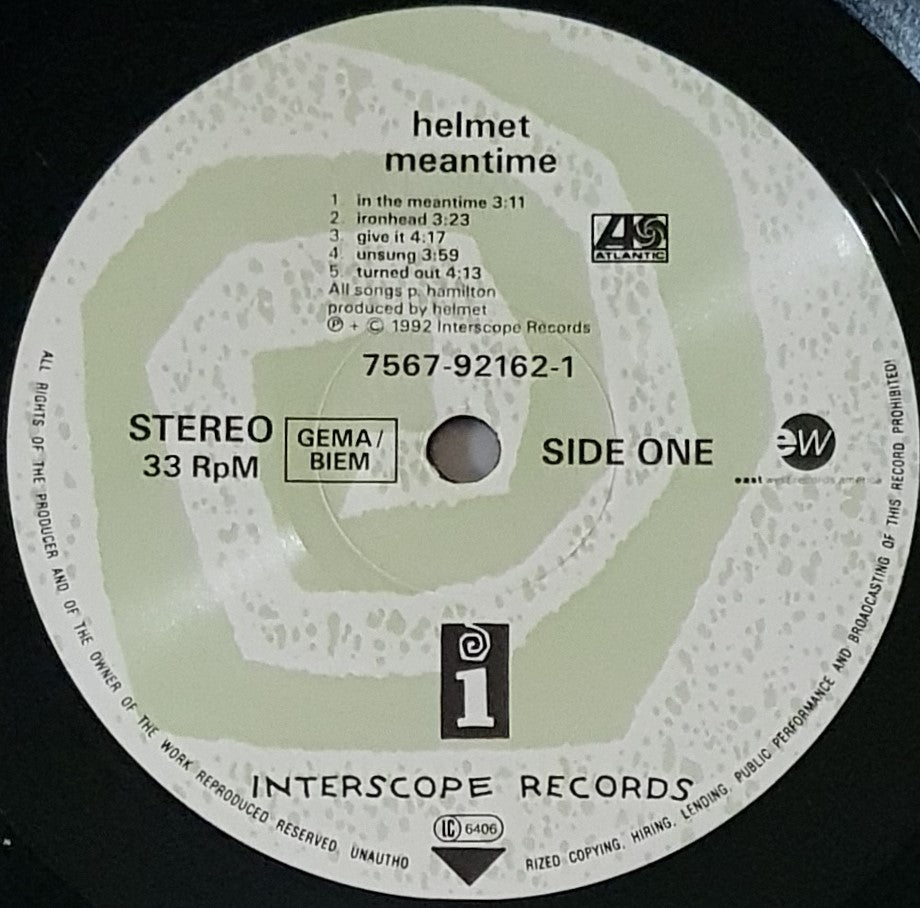 helmet
meantime
1 in the meantime 3:11
2. ironhead 3:23
3. give it 4:17
4. unsung 3:59
5. turned out 4:13
All songs p. hamilton
produced by helmet
℗ + © 1992 Interscope Records
ATLANTIC
7567-92162-1
STEREO
33 RpM
GEMA/
BIEM
SIDE ONE
ew
east west records america
i
INTERSCOPE RECORDS
LC 6406
ALL RIGHTS OF THE PRODUCER AND OF THE OWNER OF THE WORK REPRODUCED RESERVED. UNAUTHO
RIZED COPYING, HIRING, LENDING, PUBLIC PERFORMANCE AND BROADCASTING OF THIS RECORD PROHIBITED!